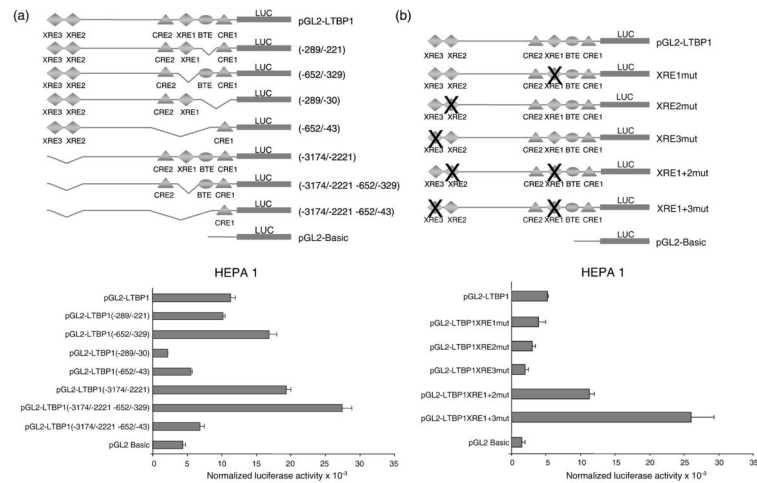 (a)
LUC
XRE3 XRE2 CRE2 XRE1 BTE CRE1
pGL2-LTBP1
LUC
XRE3 XRE2 CRE2 XRE1 CRE1
(-289/-221)
LUC
XRE3 XRE2 CRE2 BTE CRE1
(-652/-329)
LUC
XRE3 XRE2 CRE2 XRE1
(-289/-30)
LUC
XRE3 XRE2 CRE1
(-652/-43)
LUC
CRE2 XRE1 BTE CRE1
(-3174/-2221)
LUC
CRE2 BTE CRE1
(-3174/-2221 -652/-329)
LUC
CRE1
(-3174/-2221 -652/-43)
LUC
pGL2-Basic
HEPA 1
pGL2-LTBP1
pGL2-LTBP1(-289/-221)
pGL2-LTBP1(-652/-329)
pGL2-LTBP1(-289/-30)
pGL2-LTBP1(-652/-43)
pGL2-LTBP1(-3174/-2221)
pGL2-LTBP1(-3174/-2221 -652/-329)
pGL2-LTBP1(-3174/-2221 -652/-43)
pGL2 Basic
0 5 10 15 20 25 30 35
Normalized luciferase activity x 10⁻³
(b)
LUC
XRE3 XRE2 CRE2 XRE1 BTE CRE1
pGL2-LTBP1
LUC
XRE3 XRE2 CRE2 XRE1 BTE CRE1
XRE1mut
LUC
XRE3 XRE2 CRE2 XRE1 BTE CRE1
XRE2mut
LUC
XRE3 XRE2 CRE2 XRE1 BTE CRE1
XRE3mut
LUC
XRE3 XRE2 CRE2 XRE1 BTE CRE1
XRE1+2mut
LUC
XRE3 XRE2 CRE2 XRE1 BTE CRE1
XRE1+3mut
LUC
pGL2-Basic
HEPA 1
pGL2-LTBP1
pGL2-LTBP1XRE1mut
pGL2-LTBP1XRE2mut
pGL2-LTBP1XRE3mut
pGL2-LTBP1XRE1+2mut
pGL2-LTBP1XRE1+3mut
pGL2 Basic
0 5 10 15 20 25 30 35
Normalized luciferase activity x 10⁻³